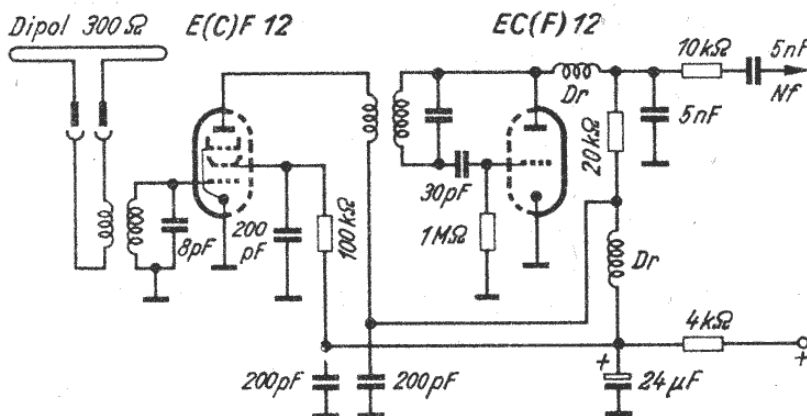 Dipol 300Ω
E(C)F 12
EC(F) 12
10kΩ
5nF
Nf
Dr
5nF
20kΩ
30pF
8pF
200
pF
100kΩ
1MΩ
Dr
4kΩ
+
+
200pF
200pF
24µF